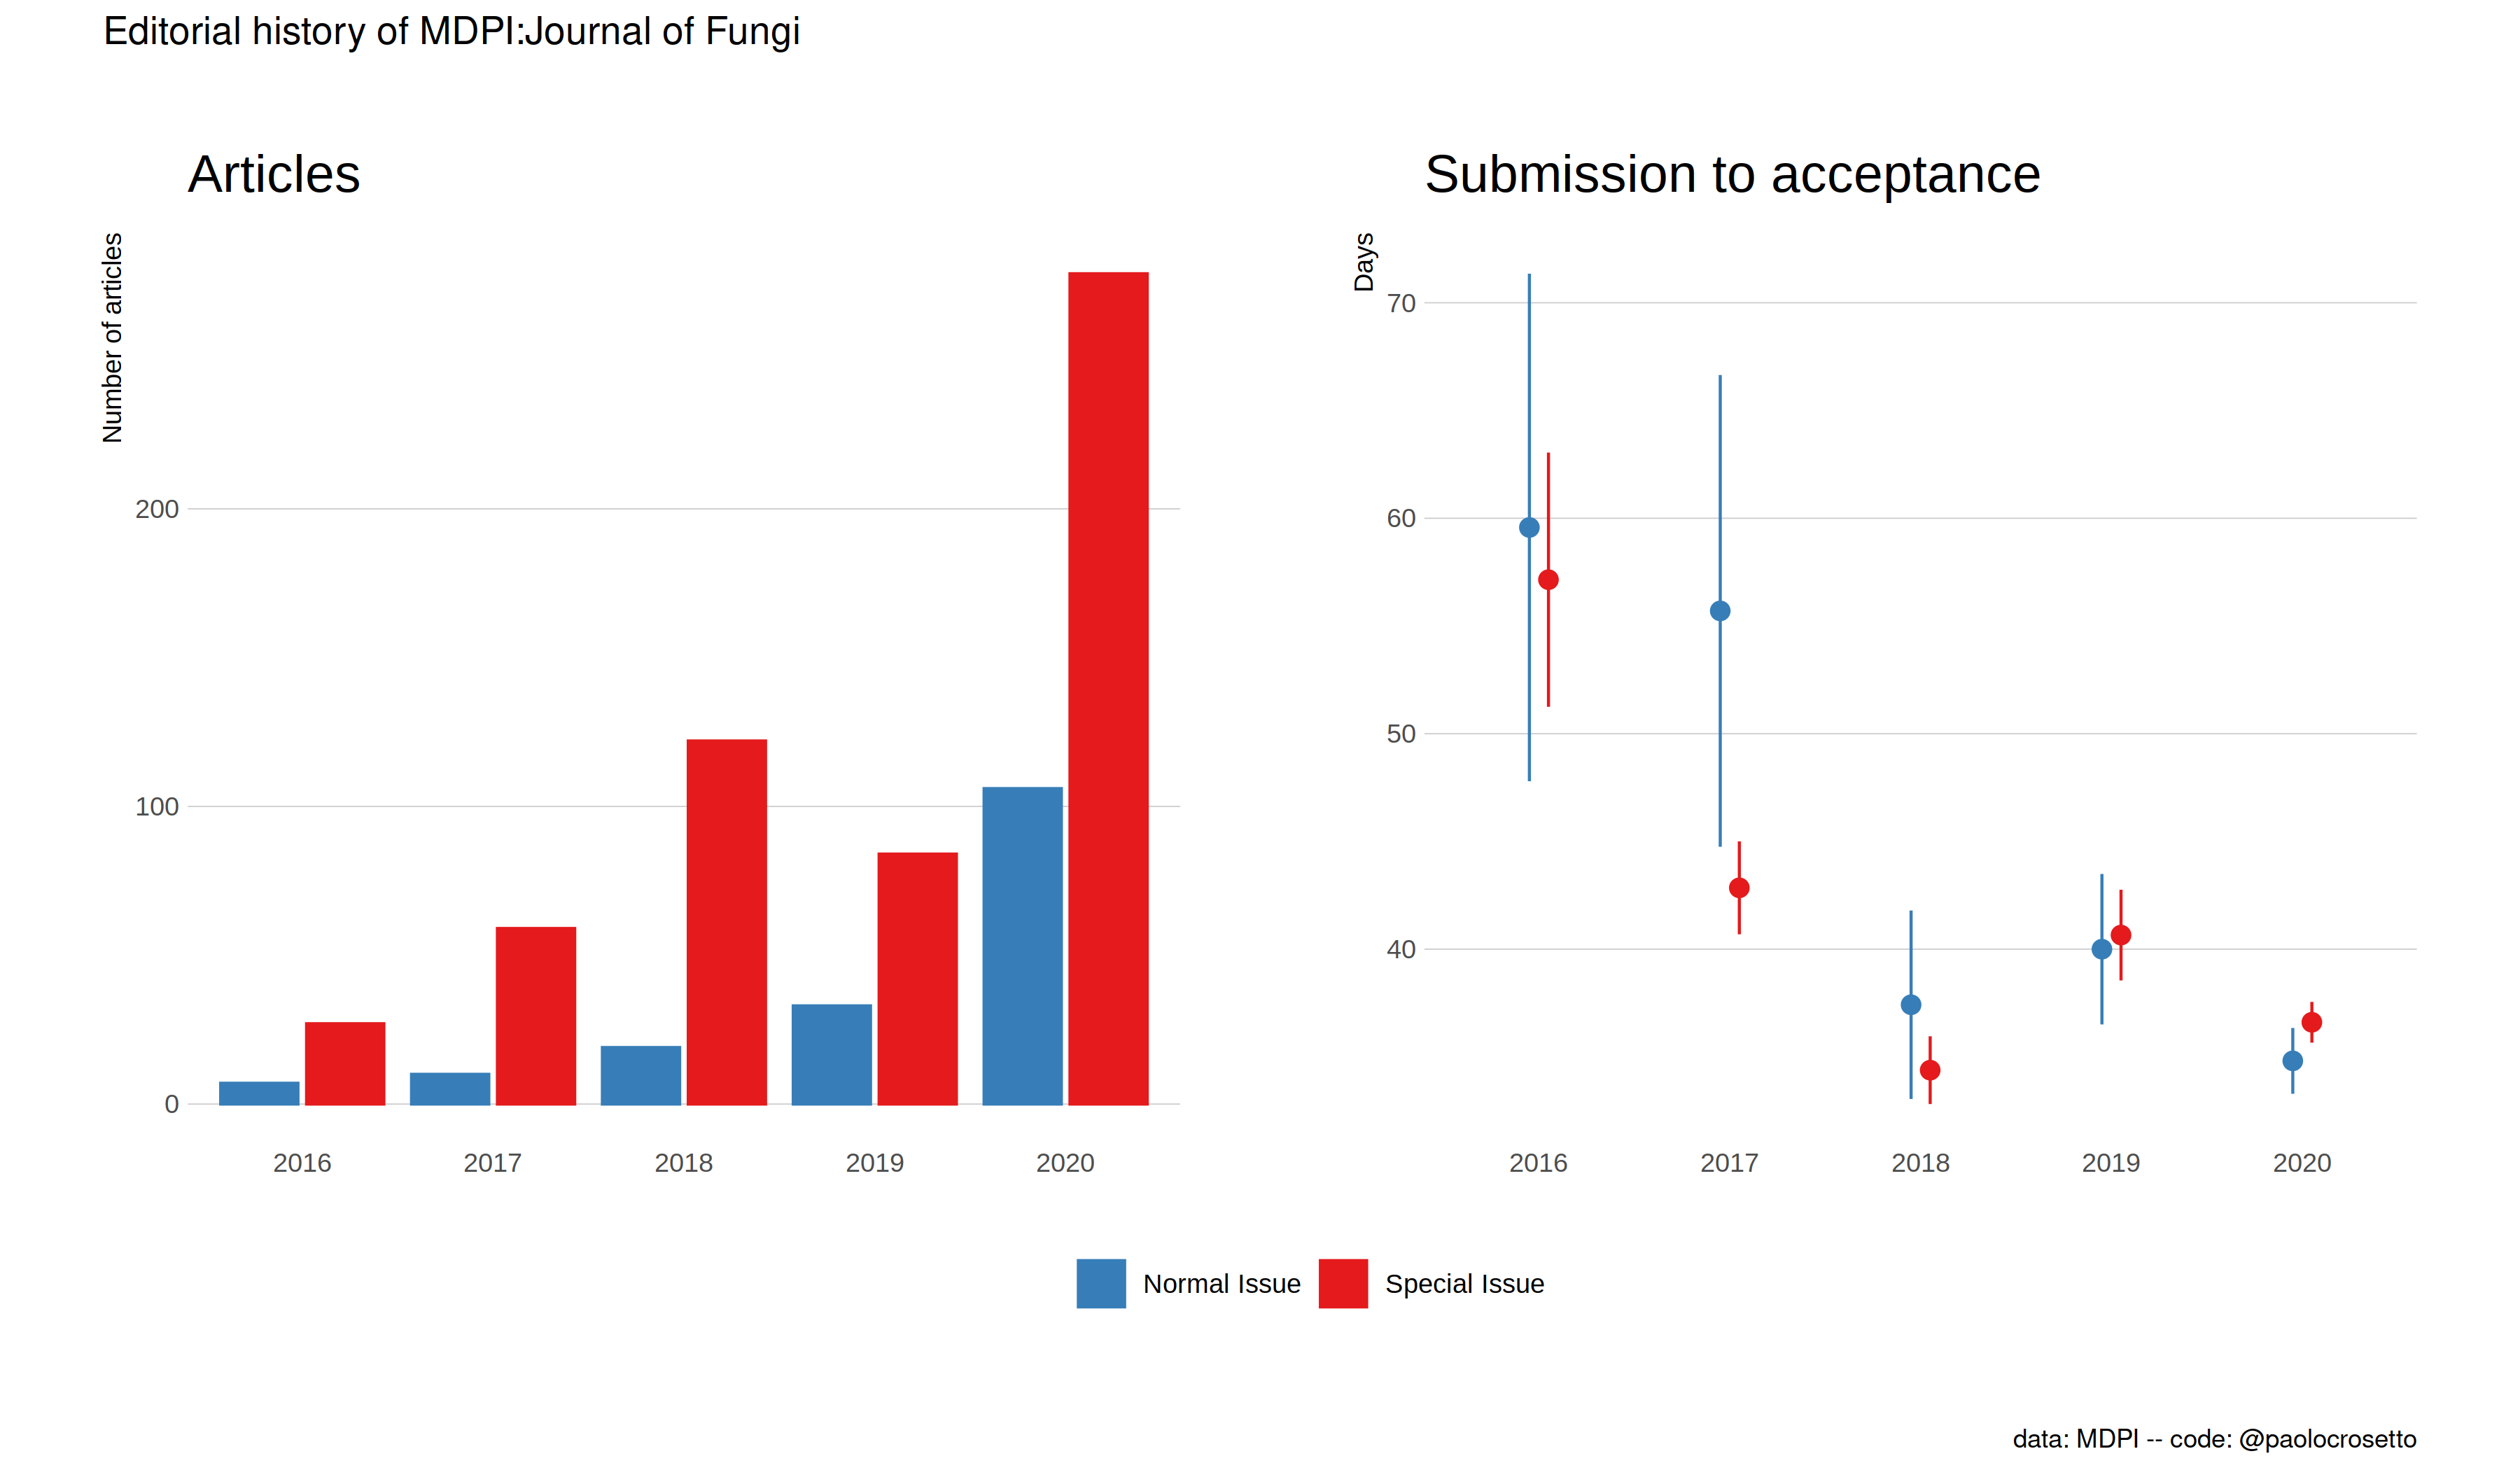 Editorial history of MDPI:Journal of Fungi
Articles
Number of articles
200
100
0
2016 2017 2018 2019 2020
Submission to acceptance
Days
70
60
50
40
2016 2017 2018 2019 2020
Normal Issue Special Issue
data: MDPI -- code: @paolocrosetto